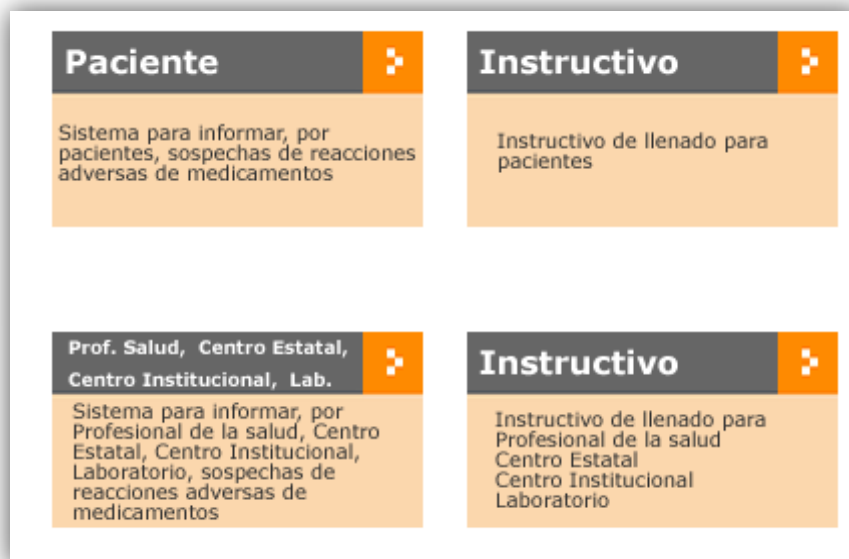 Paciente
Sistema para informar, por
pacientes, sospechas de reacciones
adversas de medicamentos
Instructivo
Instructivo de llenado para
pacientes
Prof. Salud, Centro Estatal,
Centro Institucional, Lab.
Sistema para informar, por
Profesional de la salud, Centro
Estatal, Centro Institucional,
Laboratorio, sospechas de
reacciones adversas de
medicamentos
Instructivo
Instructivo de llenado para
Profesional de la salud
Centro Estatal
Centro Institucional
Laboratorio